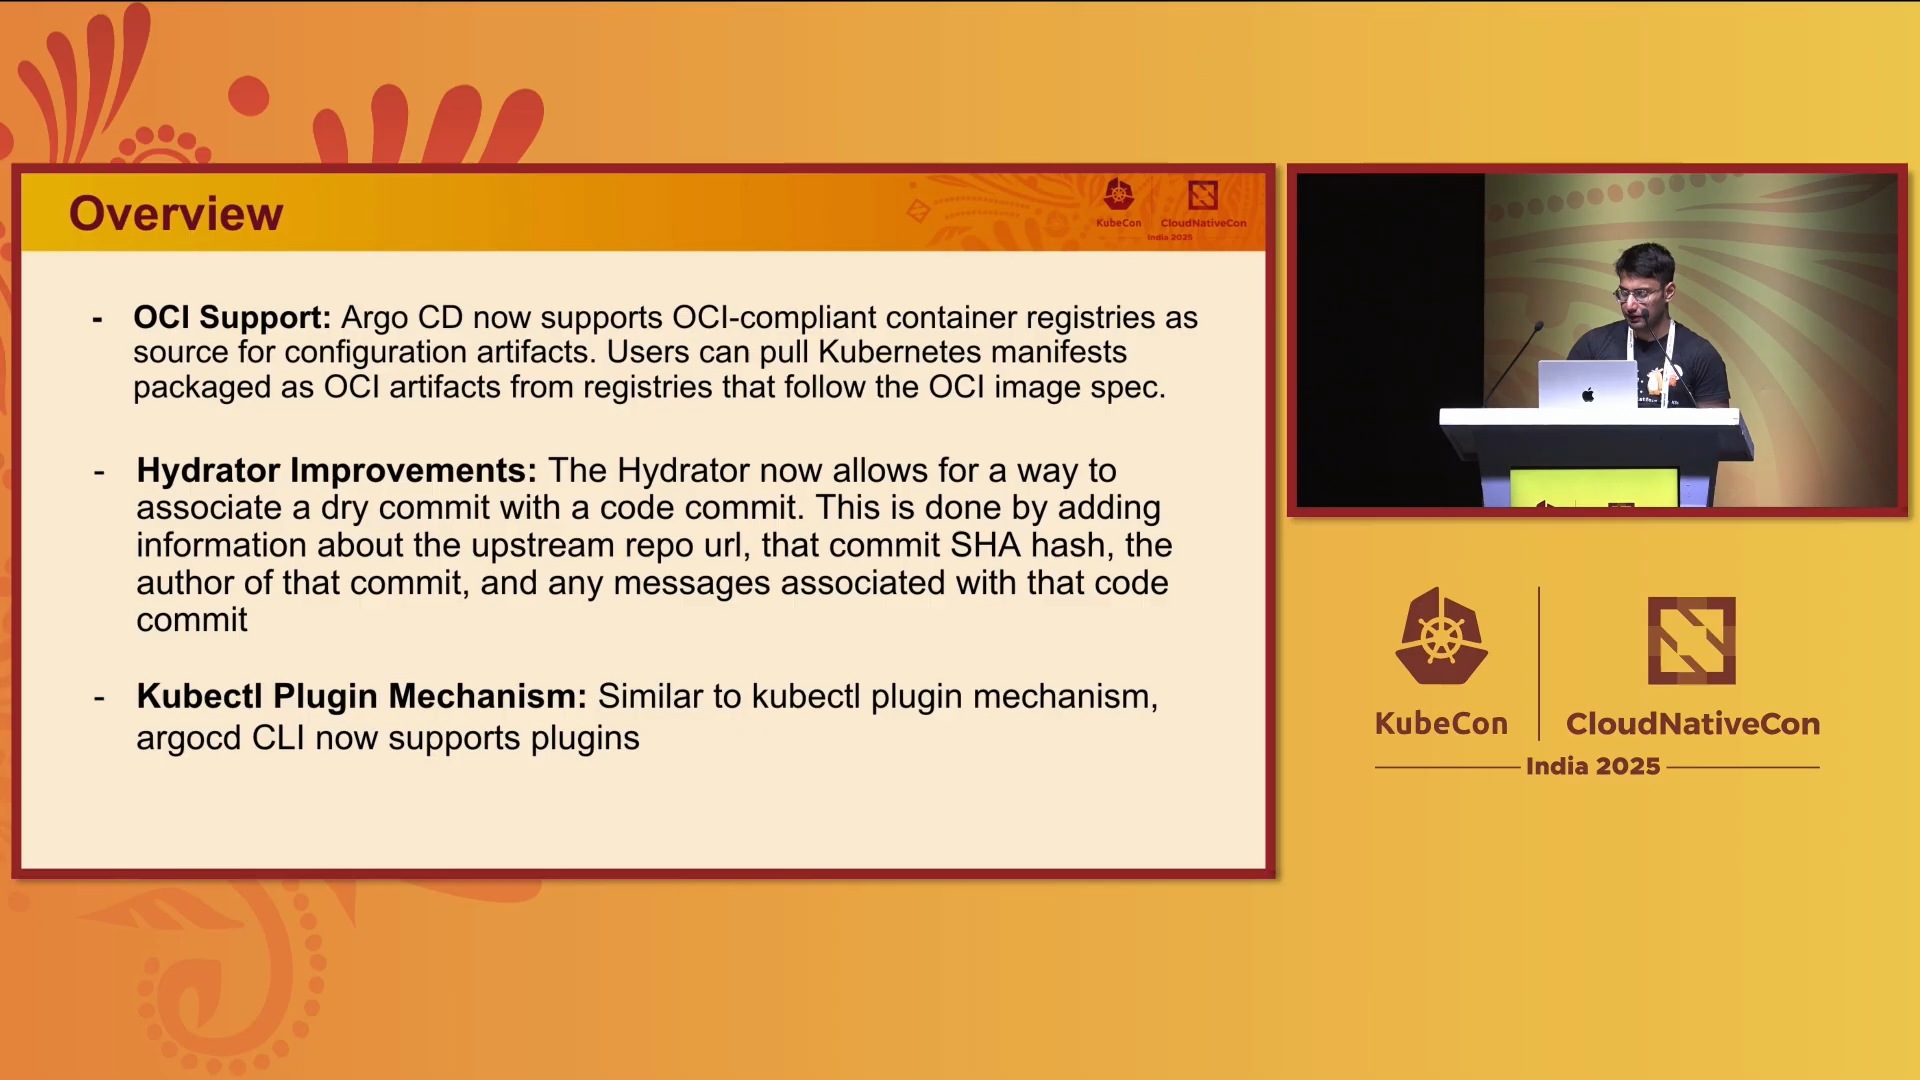 Overview
KubeCon
CloudNativeCon
India 2025
- OCI Support: Argo CD now supports OCI-compliant container registries as
source for configuration artifacts. Users can pull Kubernetes manifests
packaged as OCI artifacts from registries that follow the OCI image spec.
- Hydrator Improvements: The Hydrator now allows for a way to
associate a dry commit with a code commit. This is done by adding
information about the upstream repo url, that commit SHA hash, the
author of that commit, and any messages associated with that code
commit
- Kubectl Plugin Mechanism: Similar to kubectl plugin mechanism,
argocd CLI now supports plugins
KubeCon
CloudNativeCon
India 2025